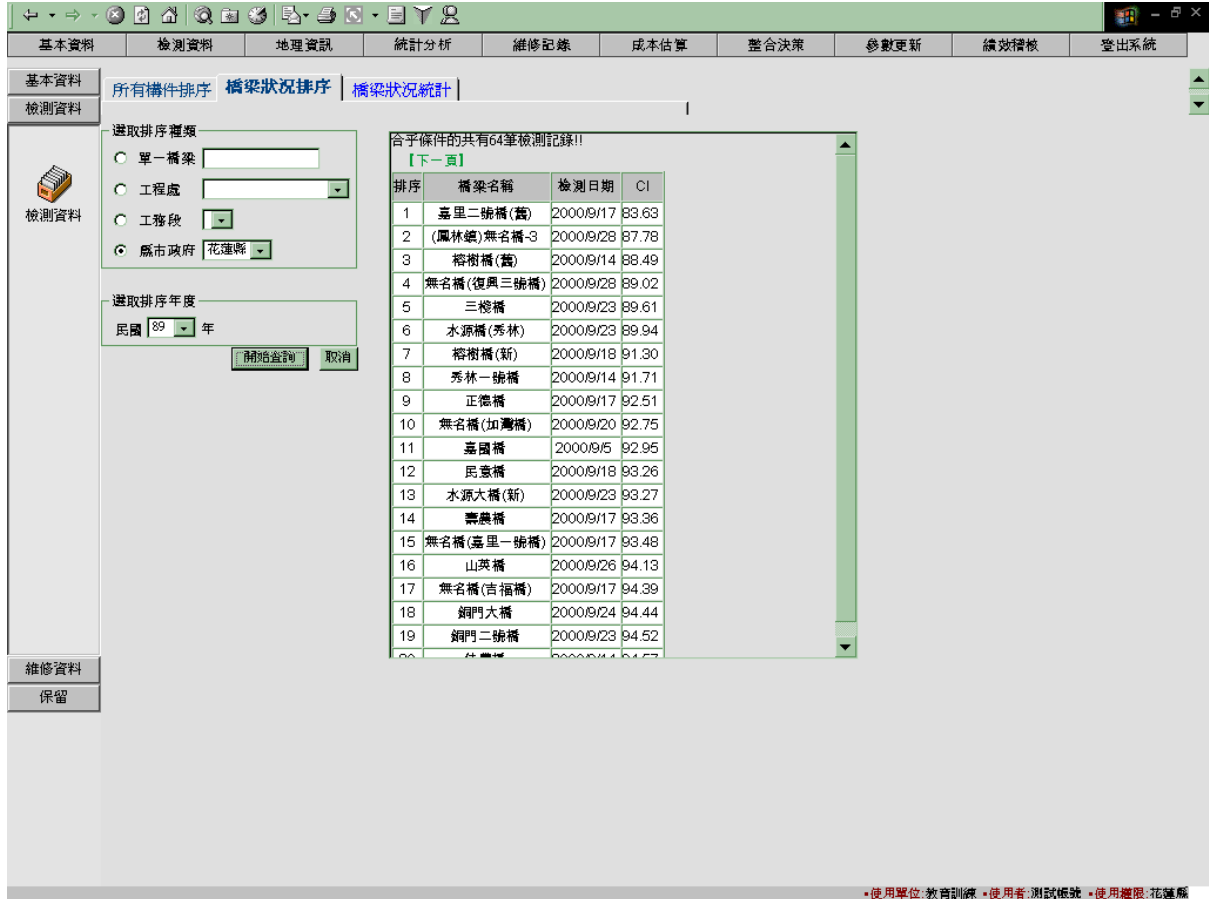 基本資料 檢測資料 地理資訊 統計分析 維修記錄 成本估算 整合決策 參數更新 績效稽核 登出系統
基本資料
檢測資料
所有構件排序 橋梁狀況排序 橋梁狀況統計
檢測資料
選取排序種類
單一橋梁
工程處
工務段
縣市政府 花蓮縣
選取排序年度
民國 89 年
開始查詢 取消
合乎條件的共有64筆檢測記錄!!
【下一頁】
排序 橋梁名稱 檢測日期 CI
1 嘉里二號橋(舊) 2000/9/17 83.63
2 (鳳林鎮)無名橋-3 2000/9/28 87.78
3 榕樹橋(舊) 2000/9/14 88.49
4 無名橋(復興三號橋) 2000/9/28 89.02
5 三棧橋 2000/9/23 89.61
6 水源橋(秀林) 2000/9/23 89.94
7 榕樹橋(新) 2000/9/18 91.30
8 秀林一號橋 2000/9/14 91.71
9 正德橋 2000/9/17 92.51
10 無名橋(加灣橋) 2000/9/20 92.75
11 嘉國橋 2000/9/5 92.95
12 民意橋 2000/9/18 93.26
13 水源大橋(新) 2000/9/23 93.27
14 壽農橋 2000/9/17 93.36
15 無名橋(嘉里一號橋) 2000/9/17 93.48
16 山英橋 2000/9/26 94.13
17 無名橋(吉福橋) 2000/9/17 94.39
18 銅門大橋 2000/9/24 94.44
19 銅門二號橋 2000/9/23 94.52
維修資料
保留
▪使用單位:教育訓練 ▪使用者:測試帳號 ▪使用權限:花蓮縣